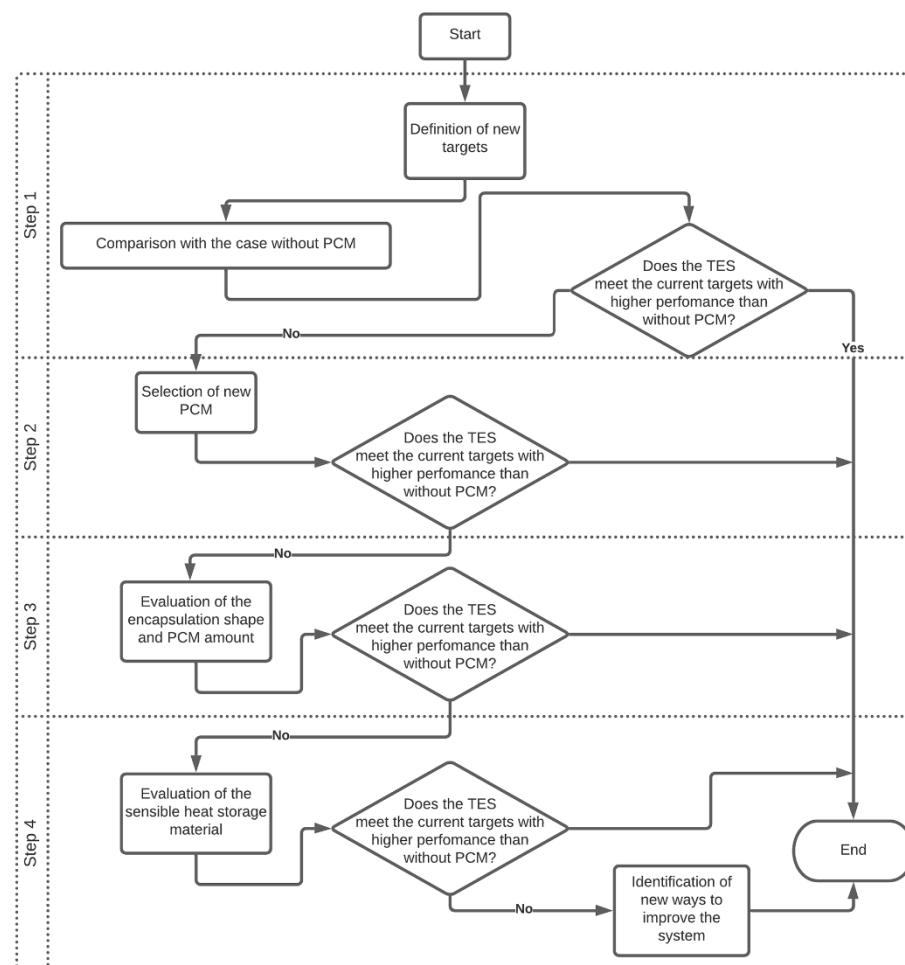 Start
Step 1
Definition of new
targets
Comparison with the case without PCM
Does the TES
meet the current targets with
higher perfomance than
without PCM?
No
Yes
Step 2
Selection of new
PCM
Does the TES
meet the current targets with
higher perfomance than
without PCM?
No
Step 3
Evaluation of the
encapsulation shape
and PCM amount
Does the TES
meet the current targets with
higher perfomance than
without PCM?
No
Step 4
Evaluation of the
sensible heat storage
material
Does the TES
meet the current targets with
higher perfomance than
without PCM?
No
Identification of
new ways to
improve the
system
End